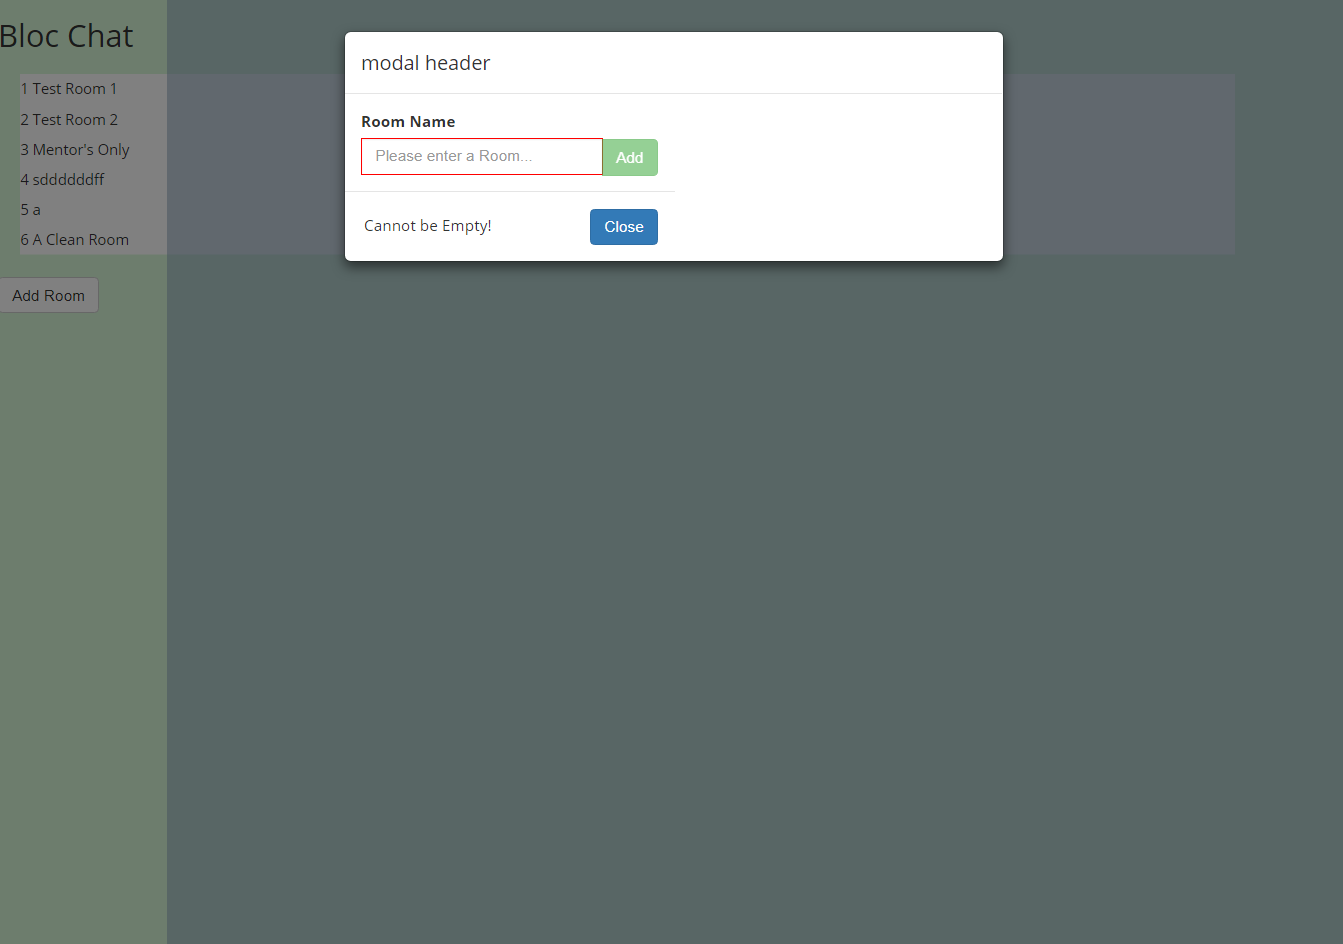 Bloc Chat
1 Test Room 1
2 Test Room 2
3 Mentor's Only
4 sddddddff
5 a
6 A Clean Room
Add Room
modal header
Room Name
Please enter a Room...
Add
Cannot be Empty!
Close